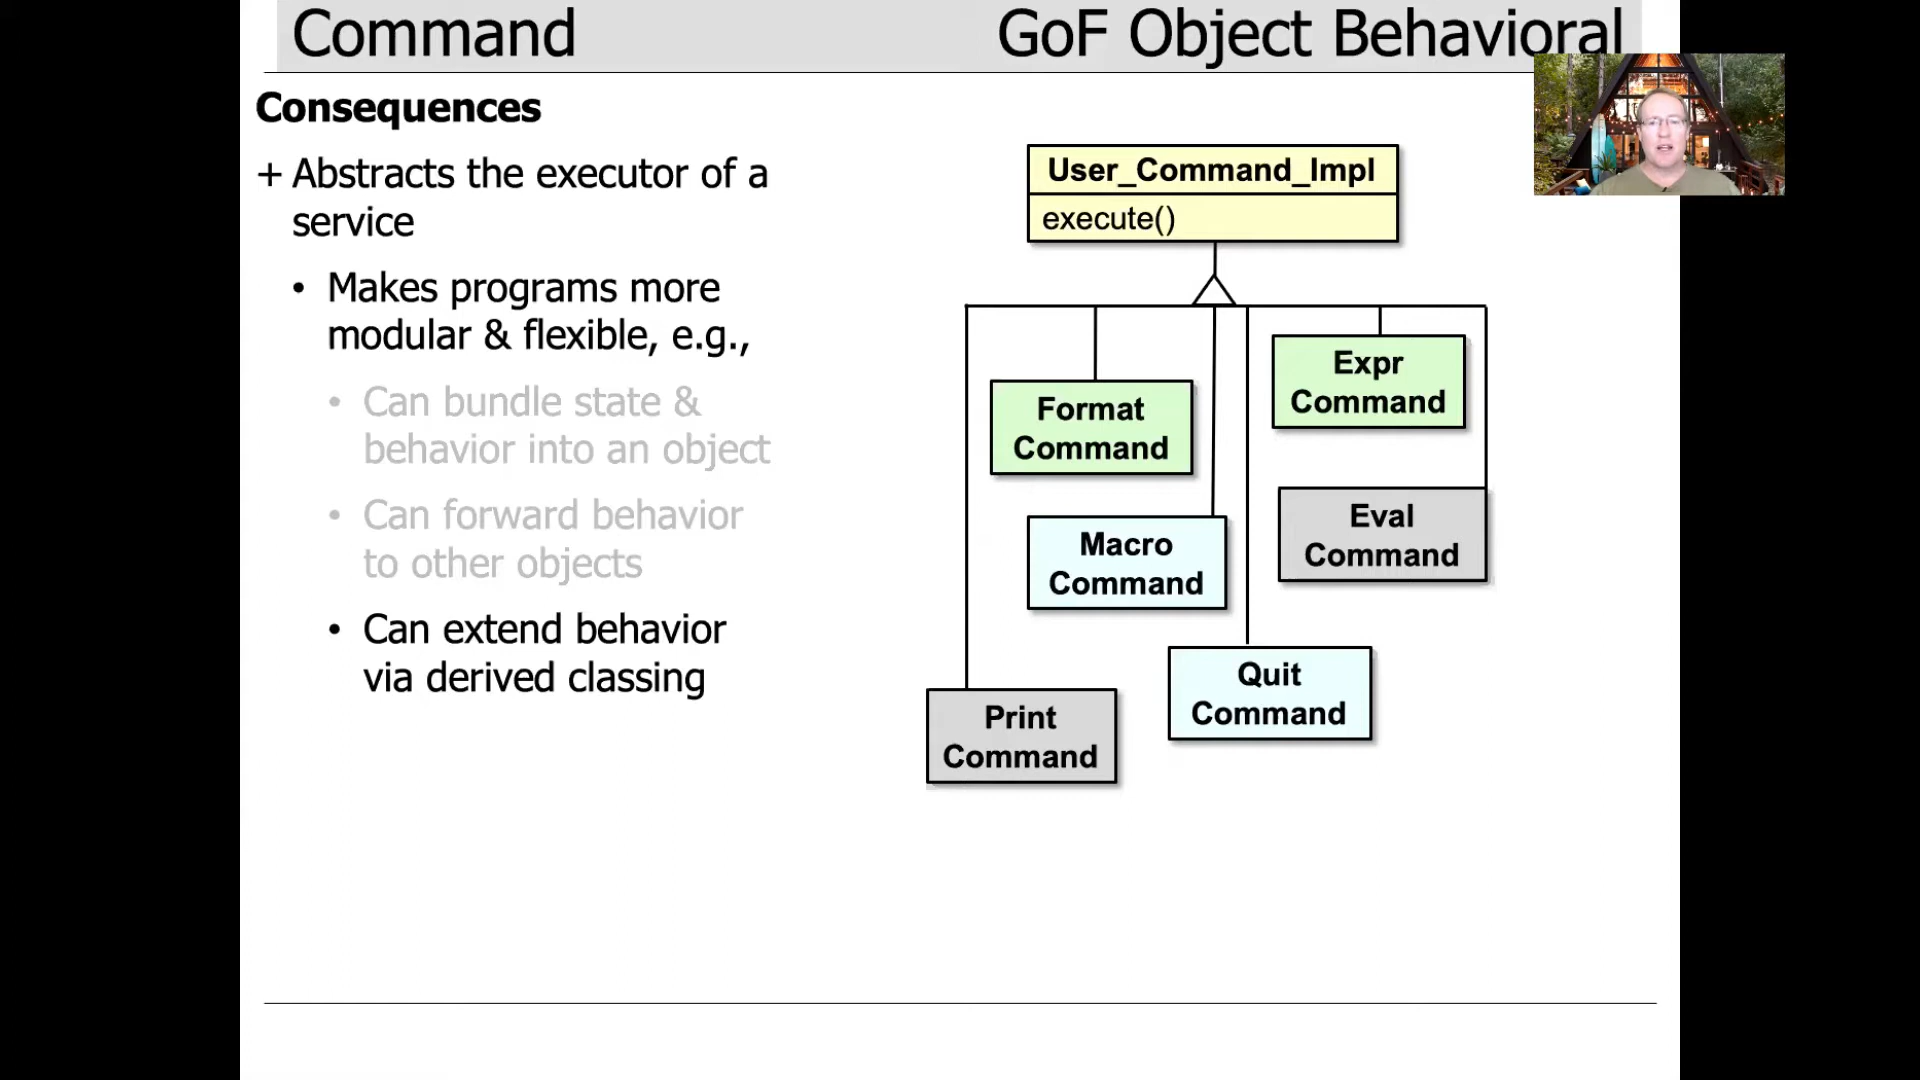 Command
GoF Object Behavioral
Consequences
+ Abstracts the executor of a
service
• Makes programs more
modular & flexible, e.g.,
• Can bundle state &
behavior into an object
• Can forward behavior
to other objects
• Can extend behavior
via derived classing
User_Command_Impl
execute()
Expr
Command
Format
Command
Eval
Command
Macro
Command
Quit
Command
Print
Command